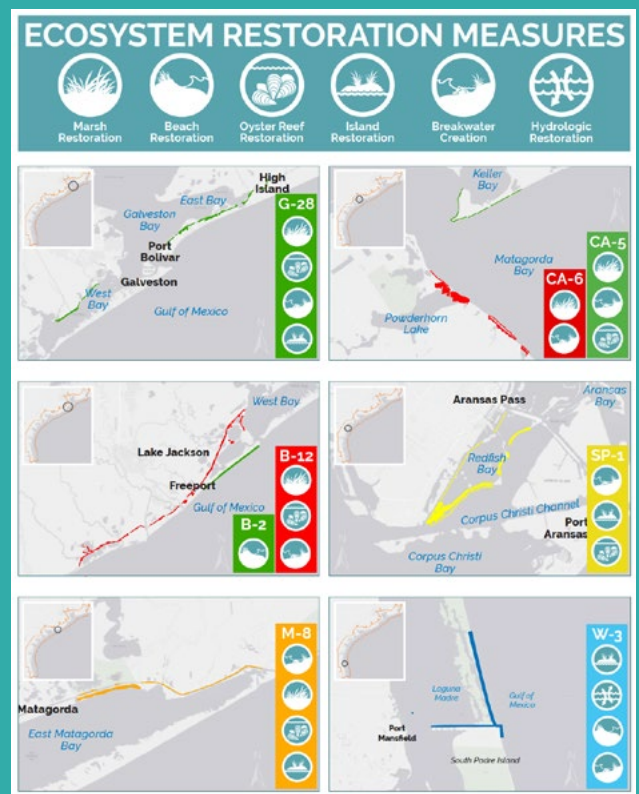 ECOSYSTEM RESTORATION MEASURES
Marsh
Restoration
Beach
Restoration
Oyster Reef
Restoration
Island
Restoration
Breakwater
Creation
Hydrologic
Restoration
High
Island
East Bay
Galveston
Bay
Port
Bolivar
Galveston
West
Bay
Gulf of Mexico
G-28
Keller
Bay
Matagorda
Bay
Powderhorn
Lake
CA-6
CA-5
West Bay
Lake Jackson
Freeport
Gulf of Mexico
B-2
B-12
Aransas Pass
Aransas
Bay
Redfish
Bay
Corpus Christi Channel
Port
Aransas
Corpus Christi
Bay
SP-1
Matagorda
East Matagorda
Bay
M-8
Laguna
Madre
Gulf of
Mexico
Port
Mansfield
South Padre Island
W-3